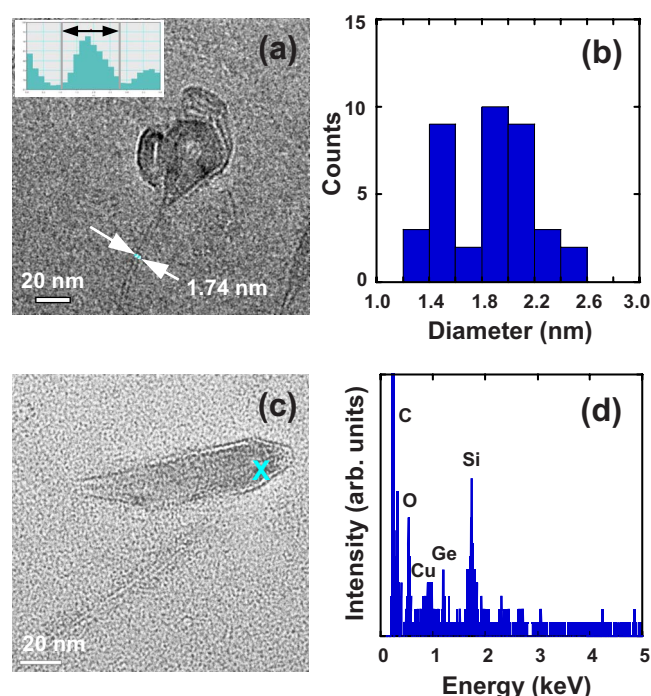 (a)
20 nm
1.74 nm
(b)
Counts
15
10
5
0
1.0
1.4
1.8
2.2
2.6
3.0
Diameter (nm)
(c)
X
20 nm
(d)
Intensity (arb. units)
C
O
Cu
Ge
Si
0
1
2
3
4
5
Energy (keV)